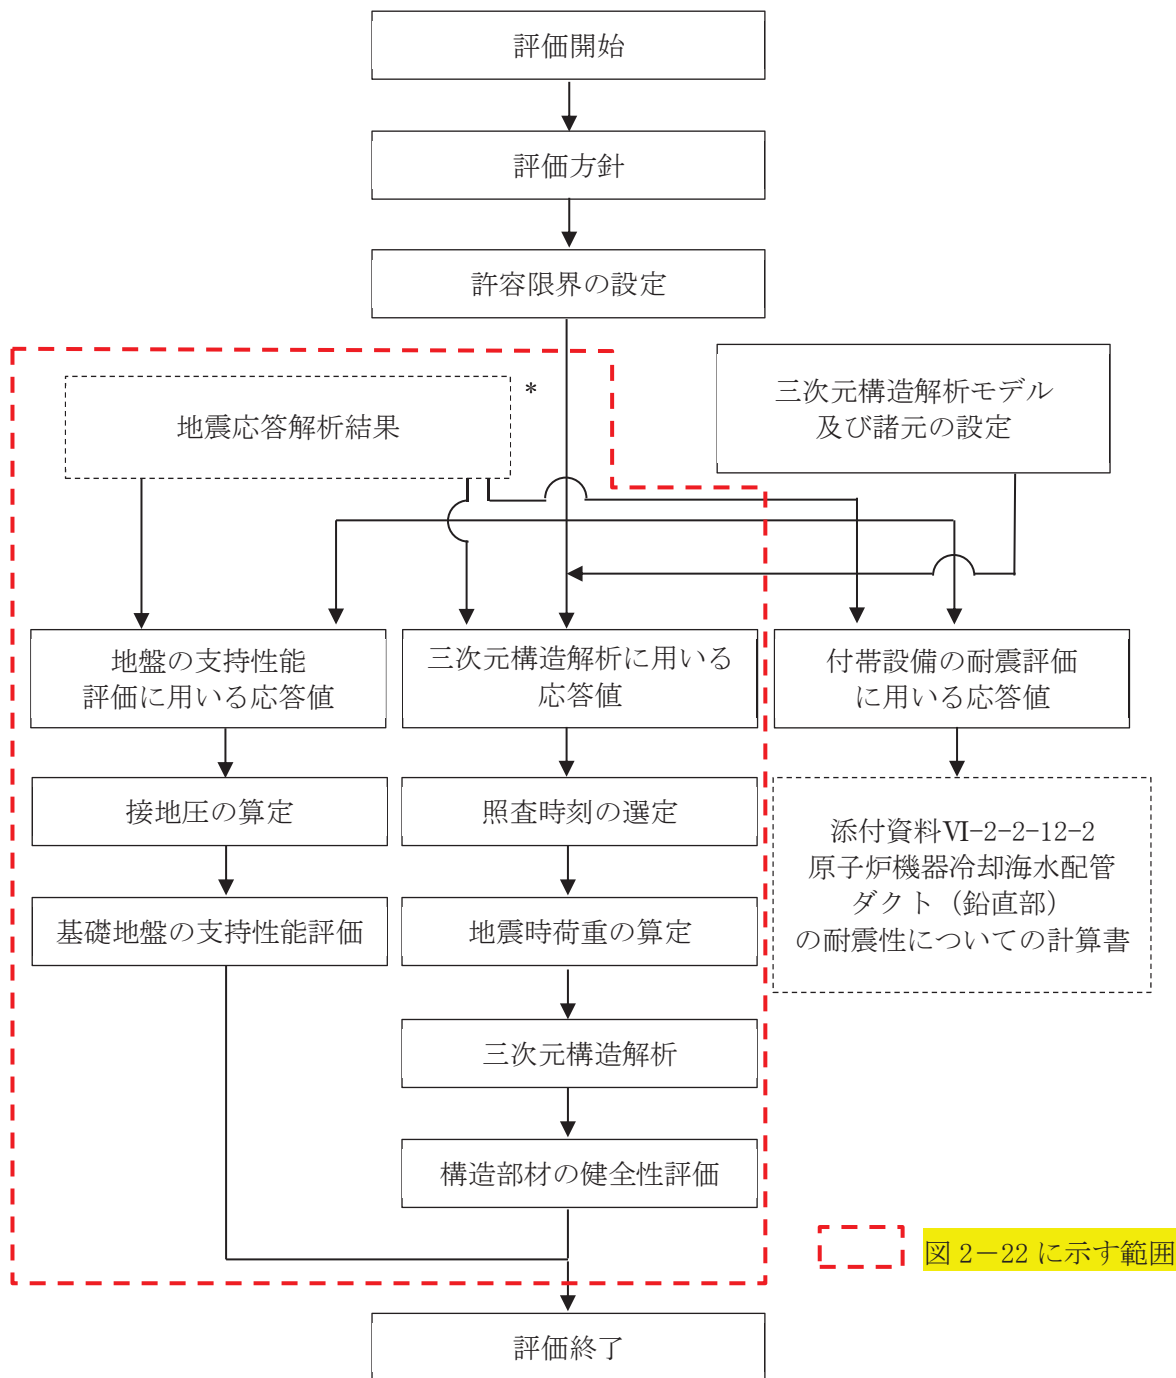 評価開始
評価方針
許容限界の設定
地震応答解析結果
*
三次元構造解析モデル
及び諸元の設定
地盤の支持性能
評価に用いる応答値
三次元構造解析に用いる
応答値
付帯設備の耐震評価
に用いる応答値
接地圧の算定
照査時刻の選定
添付資料Ⅵ-2-2-12-2
原子炉機器冷却海水配管
ダクト（鉛直部）
の耐震性についての計算書
基礎地盤の支持性能評価
地震時荷重の算定
三次元構造解析
構造部材の健全性評価
図 2－22 に示す範囲
評価終了